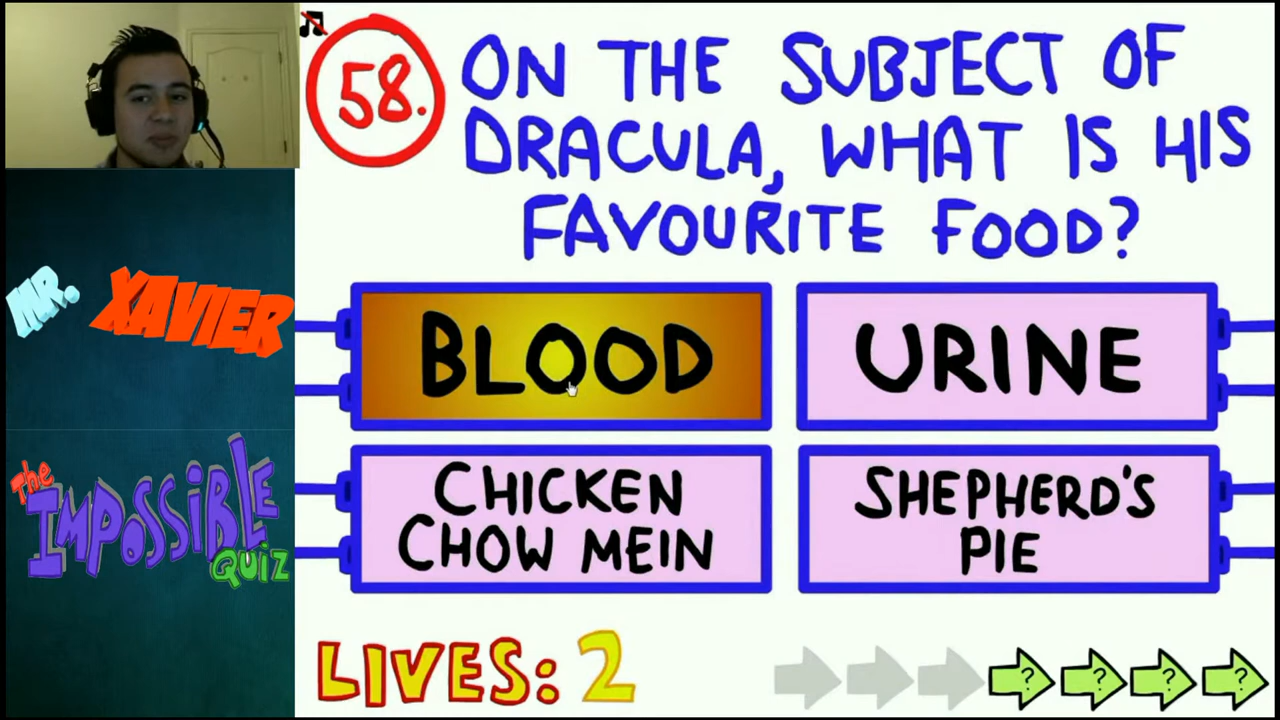 58.
ON THE SUBJECT OF
DRACULA, WHAT IS HIS
FAVOURITE FOOD?
MR. XAVIER
BLOOD
URINE
CHICKEN
CHOW MEIN
SHEPHERD'S
PIE
The
IMPOSSIBLE
QUIZ
LIVES: 2
? ? ? ?